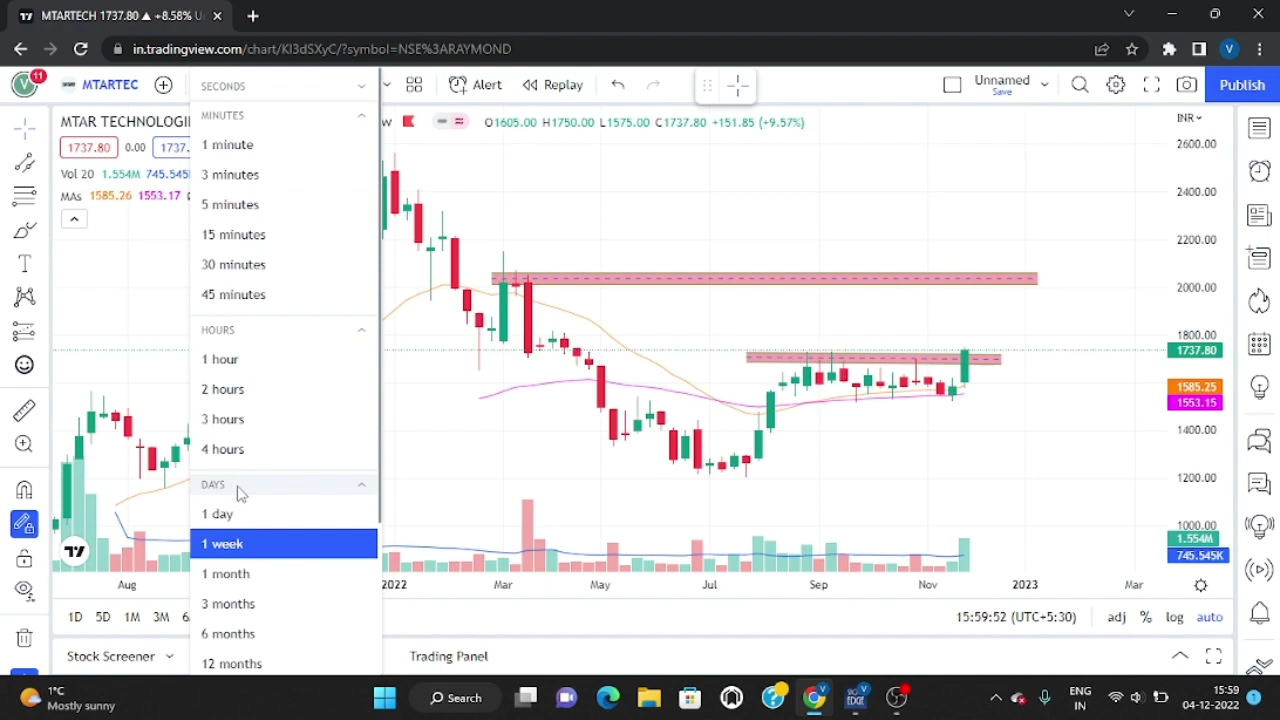 MTARTECH 1737.80 ▲ +8.58%
in.tradingview.com/chart/KI3dSXyC/?symbol=NSE%3ARAYMOND
V
V
11
MTARTEC
Alert
Replay
Unnamed
Save
Publish
SECONDS
MINUTES
1 minute
3 minutes
5 minutes
15 minutes
30 minutes
45 minutes
HOURS
1 hour
2 hours
3 hours
4 hours
DAYS
1 day
1 week
1 month
3 months
6 months
12 months
MTAR TECHNOLOGI
O1605.00 H1750.00 L1575.00 C1737.80 +151.85 (+9.57%)
1737.80 0.00 1737.
Vol 20 1.554M 745.545
MAs 1585.26 1553.17
INR
2600.00
2400.00
2200.00
2000.00
1800.00
1737.80
1585.25
1553.15
1400.00
1200.00
1000.00
1.554M
745.545K
Aug 2022 Mar May Jul Sep Nov 2023 Mar
1D 5D 1M 3M 6
15:59:52 (UTC+5:30) adj % log auto
Stock Screener Trading Panel
1°C
Mostly sunny
Search
ENG
IN
15:59
04-12-2022
1